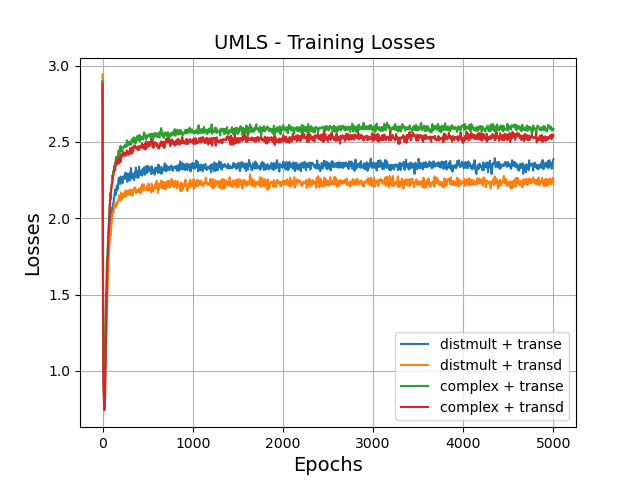 UMLS - Training Losses
3.0
2.5
2.0
1.5
1.0
Losses
0
1000
2000
3000
4000
5000
Epochs
distmult + transe
distmult + transd
complex + transe
complex + transd